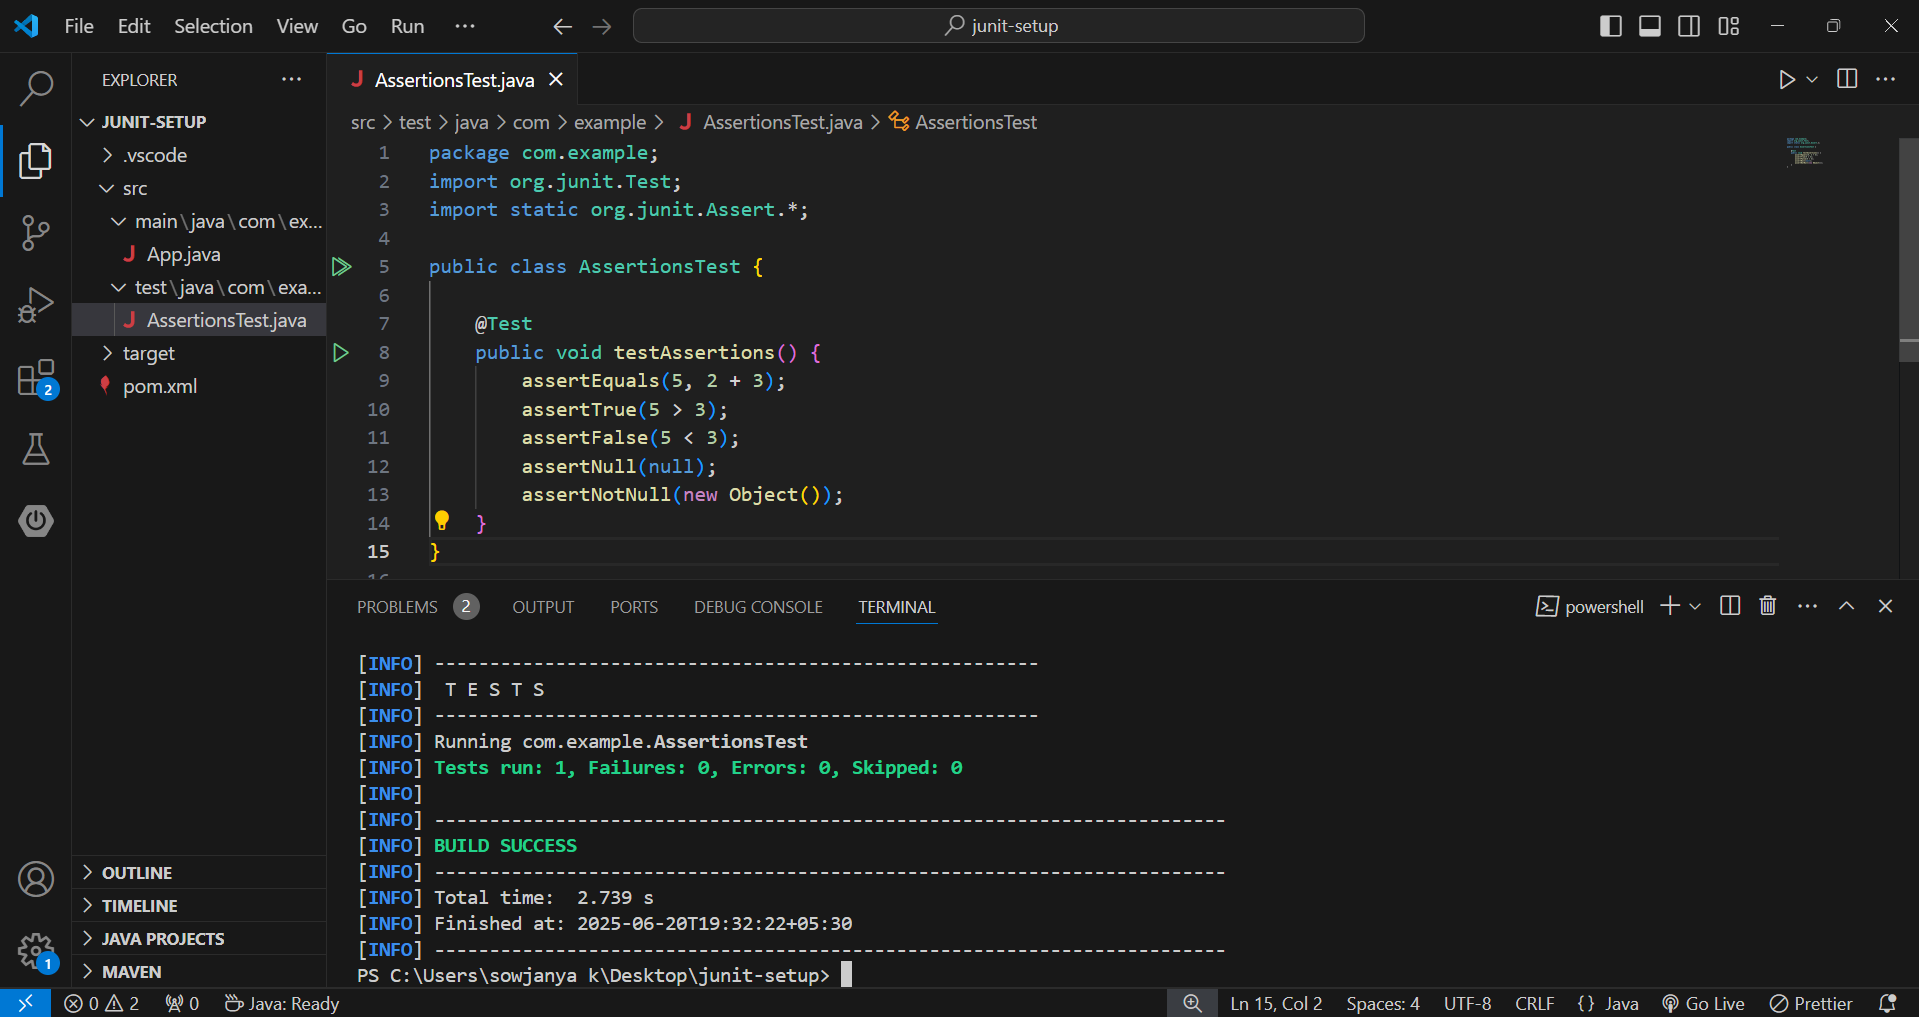 File Edit Selection View Go Run ···
junit-setup
EXPLORER ···
JUNIT-SETUP
.vscode
src
main\java\com\ex...
App.java
test\java\com\exa...
AssertionsTest.java
target
pom.xml
OUTLINE
TIMELINE
JAVA PROJECTS
MAVEN
2
1
AssertionsTest.java
src > test > java > com > example > AssertionsTest.java > AssertionsTest
1 package com.example;
2 import org.junit.Test;
3 import static org.junit.Assert.*;
4
5 public class AssertionsTest {
6
7 @Test
8 public void testAssertions() {
9 assertEquals(5, 2 + 3);
10 assertTrue(5 > 3);
11 assertFalse(5 < 3);
12 assertNull(null);
13 assertNotNull(new Object());
14 }
15 }
16
PROBLEMS 2 OUTPUT PORTS DEBUG CONSOLE TERMINAL
powershell
[INFO] -------------------------------------------------------
[INFO]  T E S T S
[INFO] -------------------------------------------------------
[INFO] Running com.example.AssertionsTest
[INFO] Tests run: 1, Failures: 0, Errors: 0, Skipped: 0
[INFO]
[INFO] ------------------------------------------------------------------------
[INFO] BUILD SUCCESS
[INFO] ------------------------------------------------------------------------
[INFO] Total time:  2.739 s
[INFO] Finished at: 2025-06-20T19:32:22+05:30
[INFO] ------------------------------------------------------------------------
PS C:\Users\sowjanya k\Desktop\junit-setup>
0 2 0 Java: Ready
Ln 15, Col 2 Spaces: 4 UTF-8 CRLF {} Java Go Live Prettier